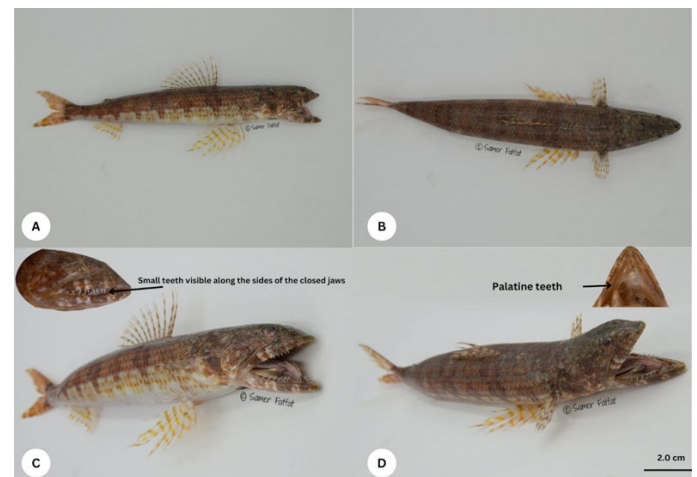 © Samer Fattat
A
© Samer Fattat
B
Small teeth visible along the sides of the closed jaws
© Samer Fattat
C
Palatine teeth
© Samer Fattat
D
2.0 cm